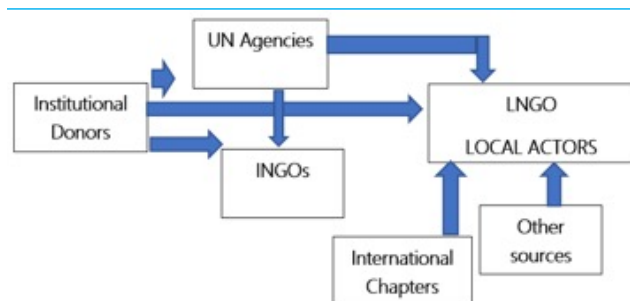 UN Agencies
Institutional
Donors
LNGO
LOCAL ACTORS
INGOs
Other
sources
International
Chapters